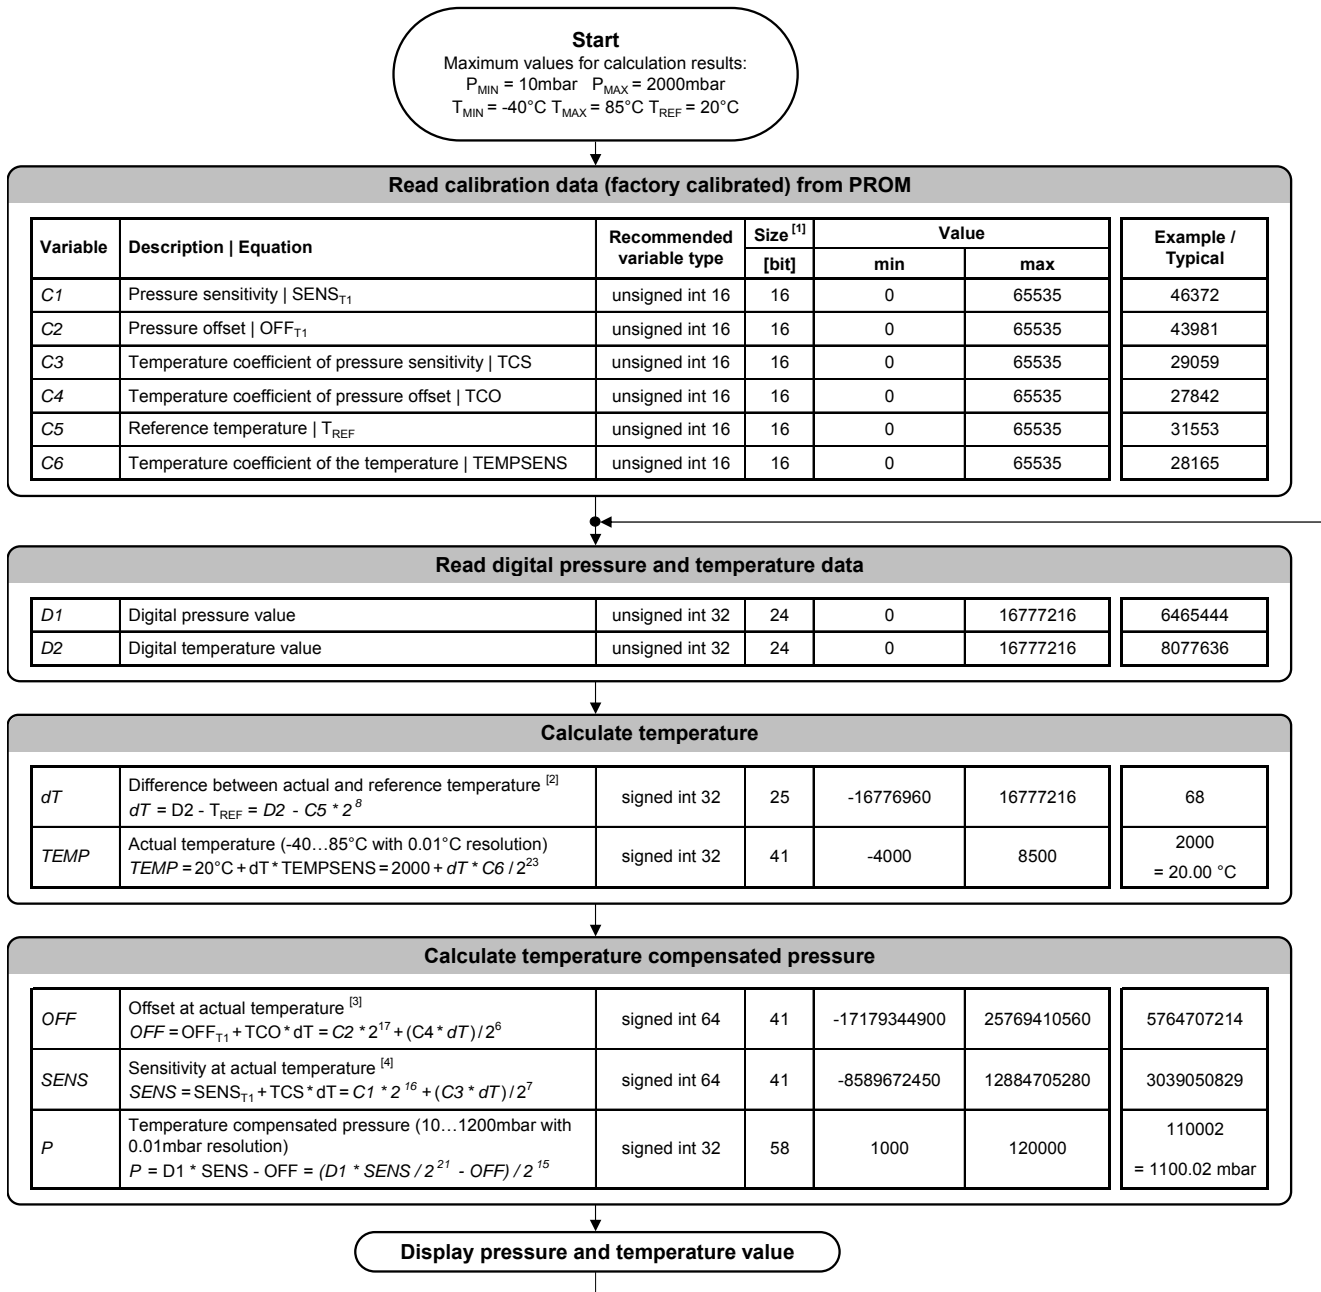 Start
Maximum values for calculation results:
P_MIN = 10mbar P_MAX = 2000mbar
T_MIN = -40°C T_MAX = 85°C T_REF = 20°C
Read calibration data (factory calibrated) from PROM
Variable Description | Equation Recommended variable type Size [1] [bit] Value min max Example / Typical
C1 Pressure sensitivity | SENS_T1 unsigned int 16 16 0 65535 46372
C2 Pressure offset | OFF_T1 unsigned int 16 16 0 65535 43981
C3 Temperature coefficient of pressure sensitivity | TCS unsigned int 16 16 0 65535 29059
C4 Temperature coefficient of pressure offset | TCO unsigned int 16 16 0 65535 27842
C5 Reference temperature | T_REF unsigned int 16 16 0 65535 31553
C6 Temperature coefficient of the temperature | TEMPSENS unsigned int 16 16 0 65535 28165
Read digital pressure and temperature data
D1 Digital pressure value unsigned int 32 24 0 16777216 6465444
D2 Digital temperature value unsigned int 32 24 0 16777216 8077636
Calculate temperature
dT Difference between actual and reference temperature [2]
dT = D2 - T_REF = D2 - C5 * 2^8 signed int 32 25 -16776960 16777216 68
TEMP Actual temperature (-40…85°C with 0.01°C resolution)
TEMP = 20°C + dT * TEMPSENS = 2000 + dT * C6 / 2^23 signed int 32 41 -4000 8500 2000
= 20.00 °C
Calculate temperature compensated pressure
OFF Offset at actual temperature [3]
OFF = OFF_T1 + TCO * dT = C2 * 2^17 + (C4 * dT) / 2^6 signed int 64 41 -17179344900 25769410560 5764707214
SENS Sensitivity at actual temperature [4]
SENS = SENS_T1 + TCS * dT = C1 * 2^16 + (C3 * dT) / 2^7 signed int 64 41 -8589672450 12884705280 3039050829
P Temperature compensated pressure (10…1200mbar with
0.01mbar resolution)
P = D1 * SENS - OFF = (D1 * SENS / 2^21 - OFF) / 2^15 signed int 32 58 1000 120000 110002
= 1100.02 mbar
Display pressure and temperature value